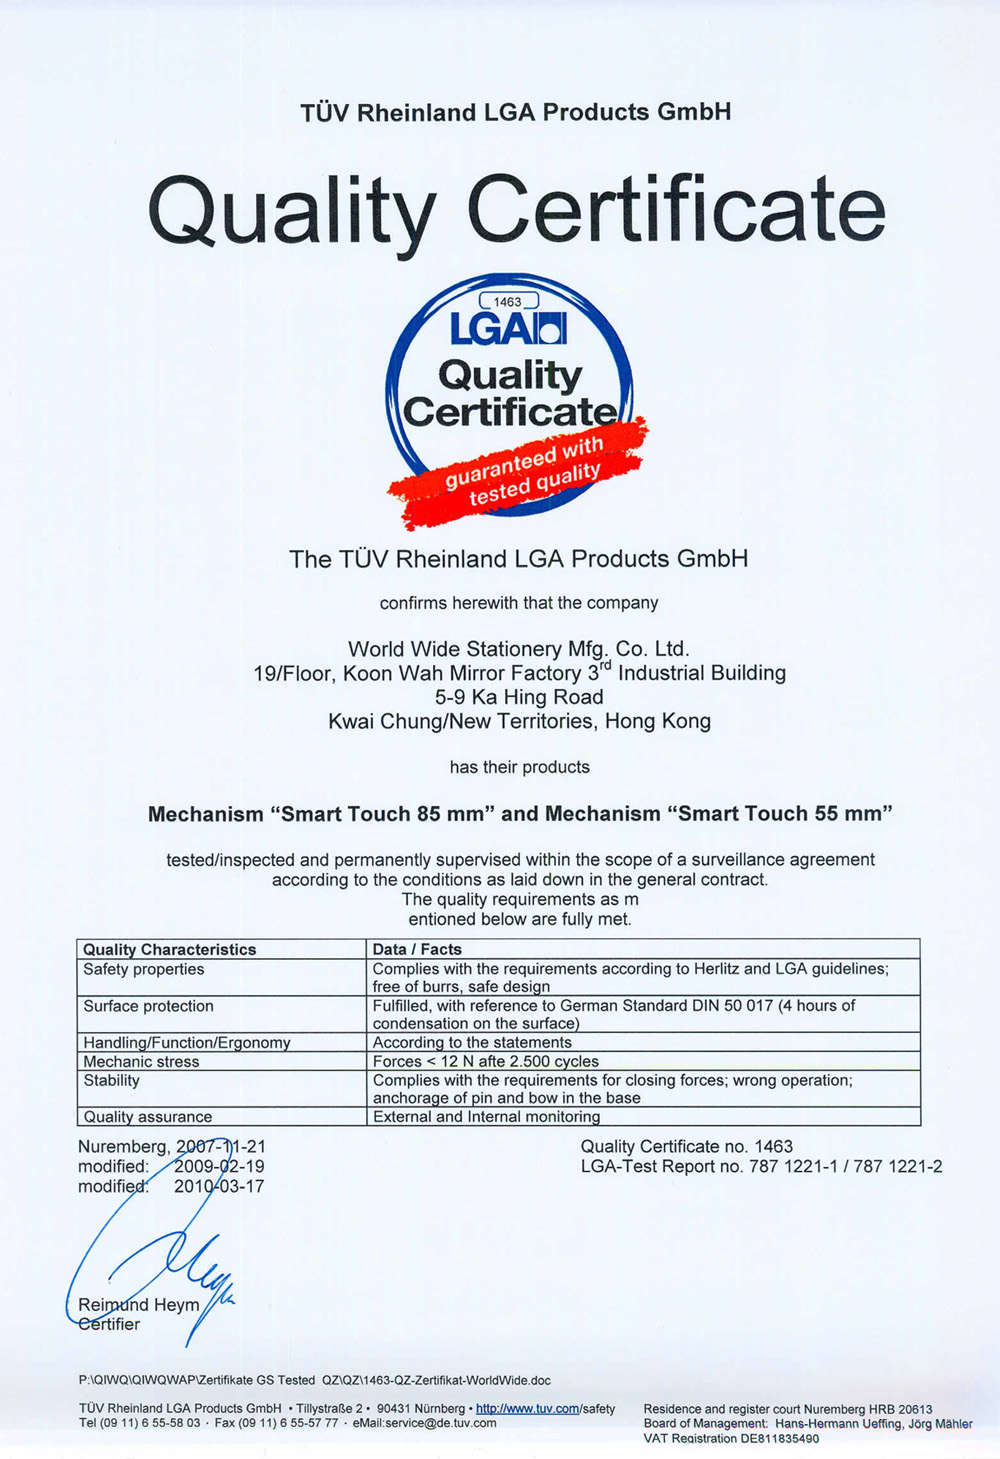 TÜV Rheinland LGA Products GmbH
Quality Certificate
1463
LGA
Quality
Certificate
guaranteed with
tested quality
The TÜV Rheinland LGA Products GmbH
confirms herewith that the company
World Wide Stationery Mfg. Co. Ltd.
19/Floor, Koon Wah Mirror Factory 3rd Industrial Building
5-9 Ka Hing Road
Kwai Chung/New Territories, Hong Kong
has their products
Mechanism “Smart Touch 85 mm” and Mechanism “Smart Touch 55 mm”
tested/inspected and permanently supervised within the scope of a surveillance agreement
according to the conditions as laid down in the general contract.
The quality requirements as m
entioned below are fully met.
Quality Characteristics Data / Facts
Safety properties Complies with the requirements according to Herlitz and LGA guidelines;
free of burrs, safe design
Surface protection Fulfilled, with reference to German Standard DIN 50 017 (4 hours of
condensation on the surface)
Handling/Function/Ergonomy According to the statements
Mechanic stress Forces < 12 N afte 2.500 cycles
Stability Complies with the requirements for closing forces; wrong operation;
anchorage of pin and bow in the base
Quality assurance External and Internal monitoring
Nuremberg, 2007-11-21 Quality Certificate no. 1463
modified: 2009-02-19 LGA-Test Report no. 787 1221-1 / 787 1221-2
modified: 2010-03-17
Reimund Heym
Certifier
P:\QIWQ\QIWQWAP\Zertifikate GS Tested QZ\QZ\1463-QZ-Zertifikat-WorldWide.doc
TÜV Rheinland LGA Products GmbH • Tillystraße 2 • 90431 Nürnberg • http://www.tuv.com/safety
Tel (09 11) 6 55-58 03 · Fax (09 11) 6 55-57 77 · eMail:service@de.tuv.com
Residence and register court Nuremberg HRB 20613
Board of Management: Hans-Hermann Ueffing, Jörg Mähler
VAT Registration DE811835490